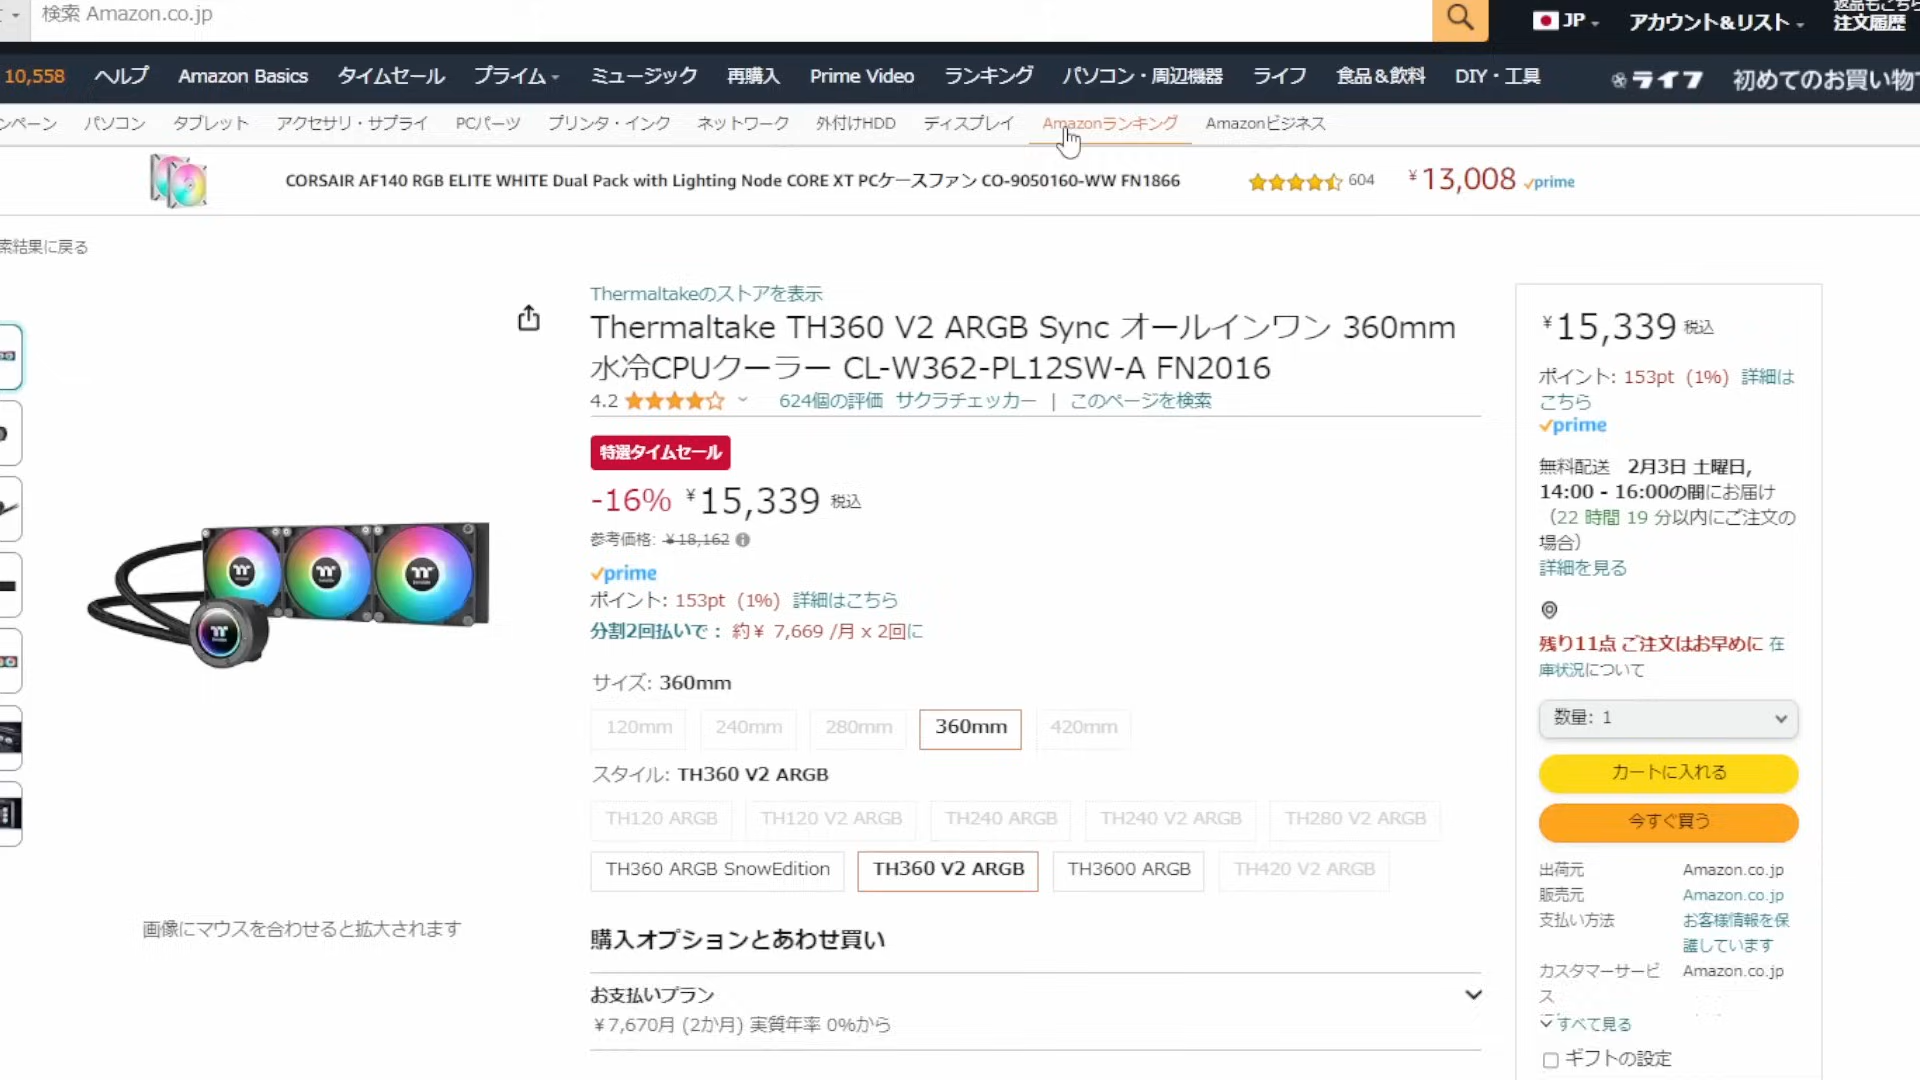 検索 Amazon.co.jp
JP
アカウント&リスト
返品もこちら
注文履歴
10,558
ヘルプ
Amazon Basics
タイムセール
プライム
ミュージック
再購入
Prime Video
ランキング
パソコン・周辺機器
ライフ
食品&飲料
DIY・工具
ライフ
初めてのお買い物で
ンペーン
パソコン
タブレット
アクセサリ・サプライ
PCパーツ
プリンタ・インク
ネットワーク
外付けHDD
ディスプレイ
Amazonランキング
Amazonビジネス
CORSAIR AF140 RGB ELITE WHITE Dual Pack with Lighting Node CORE XT PCケースファン CO-9050160-WW FN1866
604
¥13,008
prime
索結果に戻る
Thermaltakeのストアを表示
Thermaltake TH360 V2 ARGB Sync オールインワン 360mm
水冷CPUクーラー CL-W362-PL12SW-A FN2016
4.2
624個の評価 サクラチェッカー | このページを検索
特選タイムセール
-16% ¥15,339 税込
参考価格: ¥18,162
prime
ポイント: 153pt (1%) 詳細はこちら
分割2回払いで: 約¥ 7,669 /月 x 2回に
サイズ: 360mm
120mm
240mm
280mm
360mm
420mm
スタイル: TH360 V2 ARGB
TH120 ARGB
TH120 V2 ARGB
TH240 ARGB
TH240 V2 ARGB
TH280 V2 ARGB
TH360 ARGB SnowEdition
TH360 V2 ARGB
TH3600 ARGB
TH420 V2 ARGB
画像にマウスを合わせると拡大されます
購入オプションとあわせ買い
お支払いプラン
¥7,670月 (2か月) 実質年率 0%から
¥15,339 税込
ポイント: 153pt (1%) 詳細は
こちら
prime
無料配送 2月3日 土曜日,
14:00 - 16:00の間にお届け
(22 時間 19 分以内にご注文の
場合)
詳細を見る
残り11点 ご注文はお早めに 在
庫状況について
数量: 1
カートに入れる
今すぐ買う
出荷元 Amazon.co.jp
販売元 Amazon.co.jp
支払い方法 お客様情報を保
護しています
カスタマーサービ Amazon.co.jp
ス
すべて見る
ギフトの設定